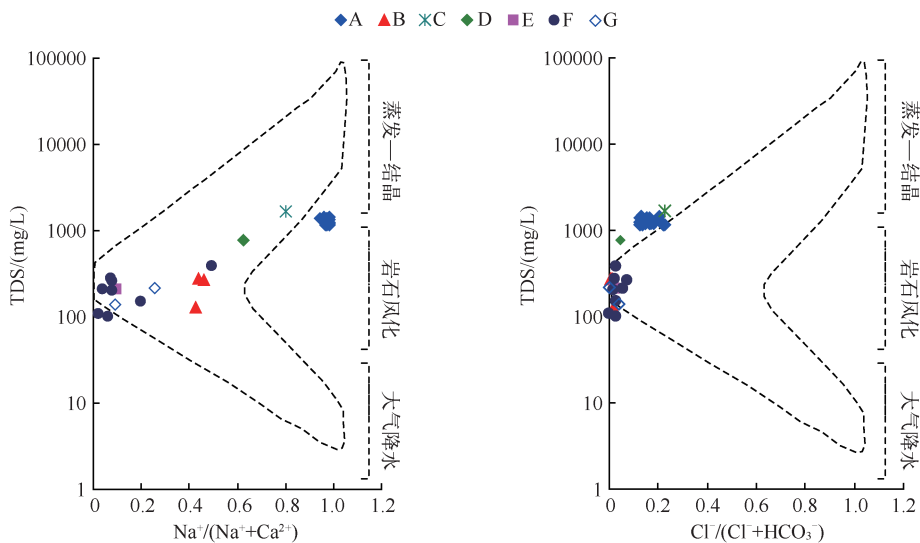 A B C D E F G
100000
10000
1000
100
10
1
TDS/(mg/L)
0 0.2 0.4 0.6 0.8 1.0 1.2
Na⁺/(Na⁺+Ca²⁺)
蒸发—结晶
岩石风化
大气降水
100000
10000
1000
100
10
1
TDS/(mg/L)
0 0.2 0.4 0.6 0.8 1.0 1.2
Cl⁻/(Cl⁻+HCO₃⁻)
蒸发—结晶
岩石风化
大气降水